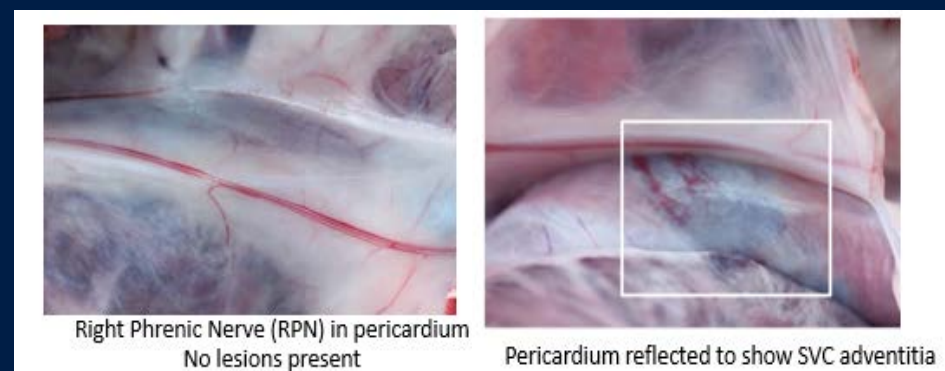 Right Phrenic Nerve (RPN) in pericardium
No lesions present
Pericardium reflected to show SVC adventitia